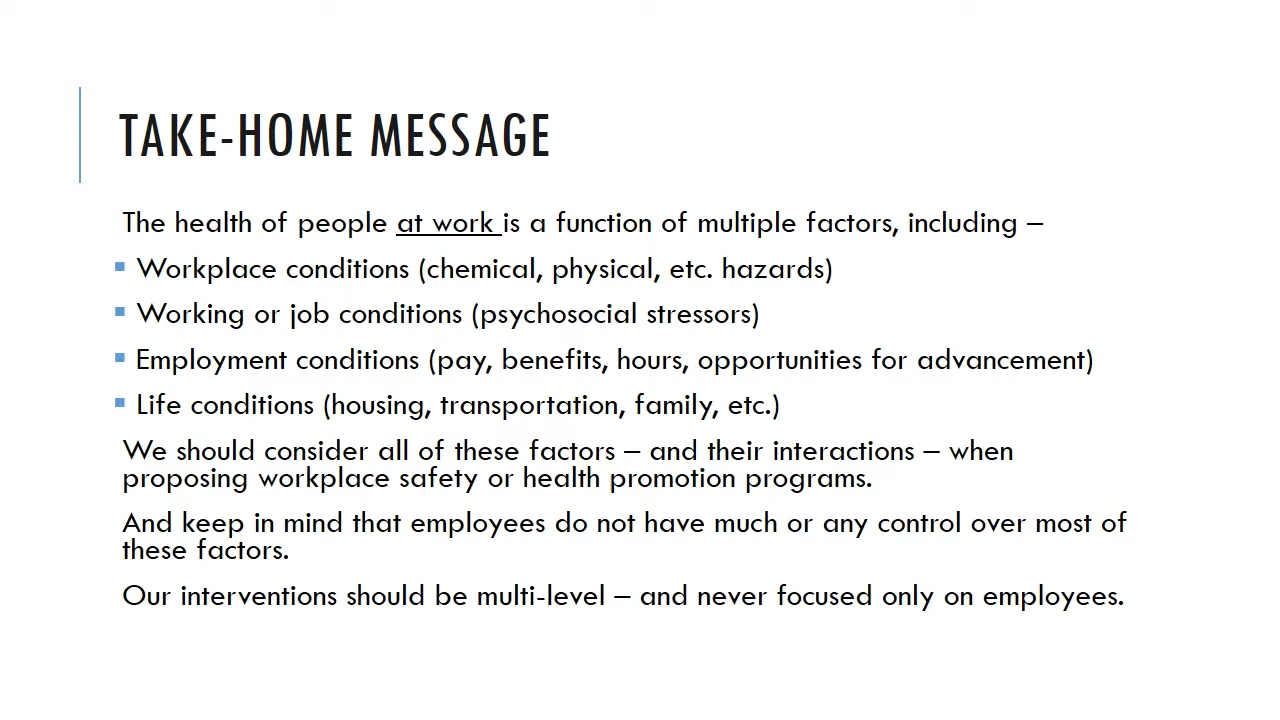 TAKE-HOME MESSAGE
The health of people at work is a function of multiple factors, including –
▪ Workplace conditions (chemical, physical, etc. hazards)
▪ Working or job conditions (psychosocial stressors)
▪ Employment conditions (pay, benefits, hours, opportunities for advancement)
▪ Life conditions (housing, transportation, family, etc.)
We should consider all of these factors – and their interactions – when
proposing workplace safety or health promotion programs.
And keep in mind that employees do not have much or any control over most of
these factors.
Our interventions should be multi-level – and never focused only on employees.